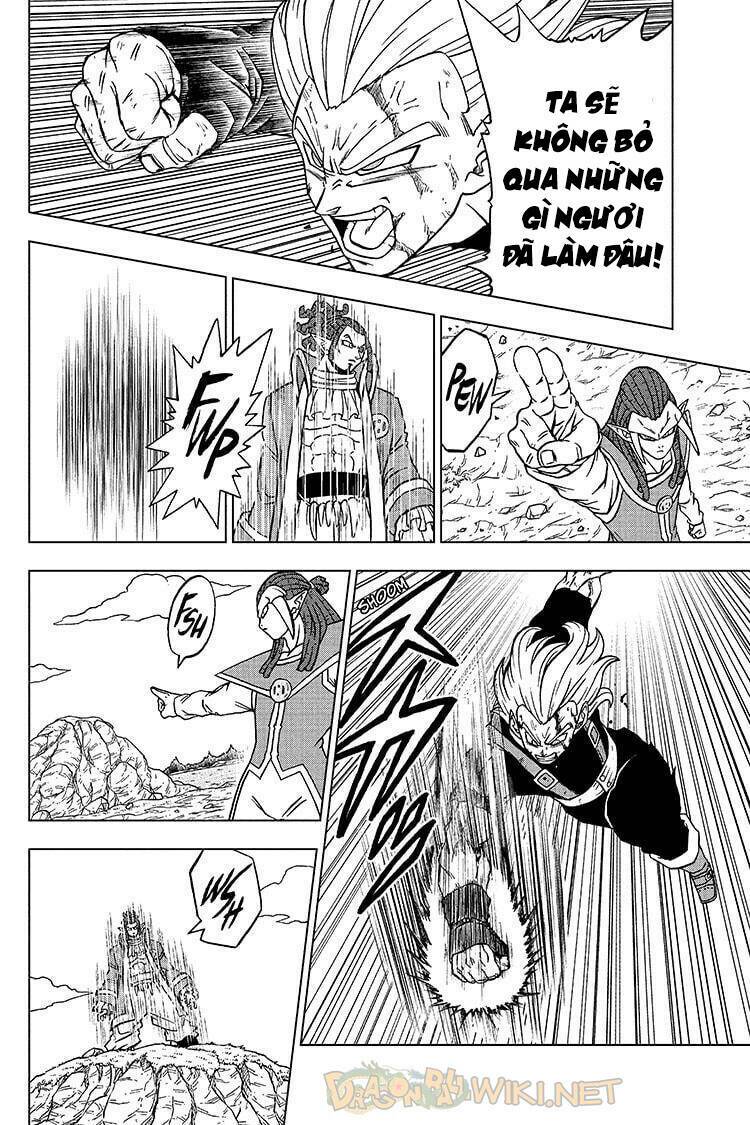 TA SẼ
KHÔNG BỎ
QUA NHỮNG
GÌ NGƯƠI
ĐÃ LÀM ĐÂU!
PEW
FWP
SHOOM
FSH
WSH
DRAGON BALL WIKI.NET